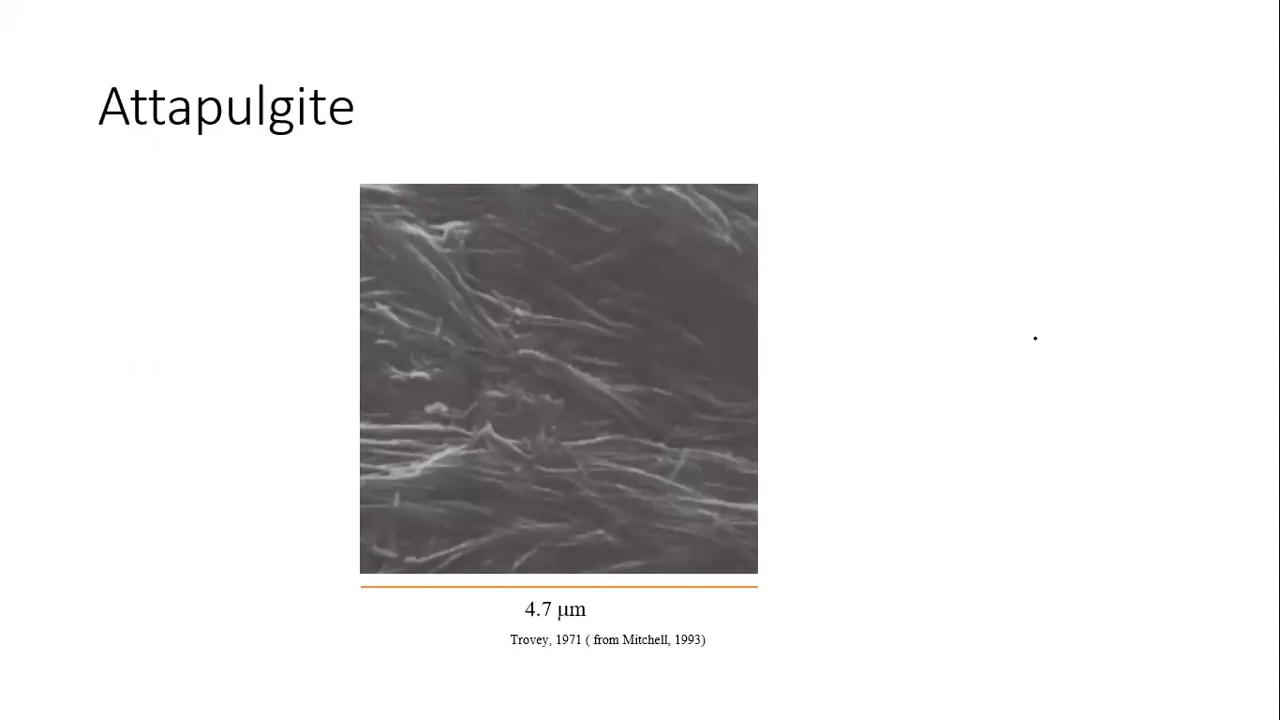 Attapulgite
4.7 μm
Trovey, 1971 ( from Mitchell, 1993)